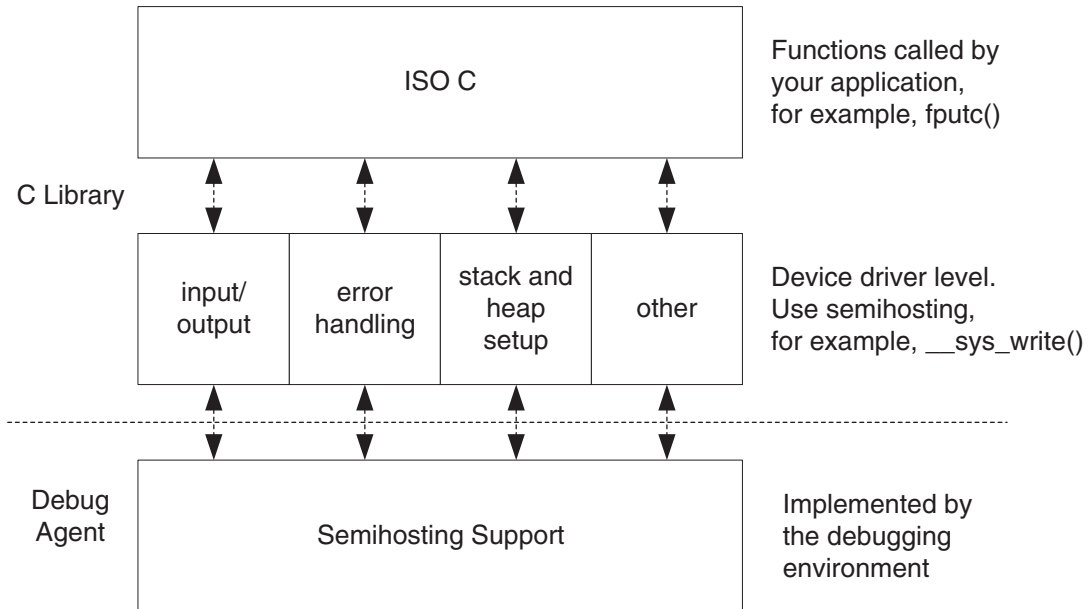 ISO C
Functions called by
your application,
for example, fputc()
C Library
input/
output
error
handling
stack and
heap
setup
other
Device driver level.
Use semihosting,
for example, __sys_write()
Debug
Agent
Semihosting Support
Implemented by
the debugging
environment